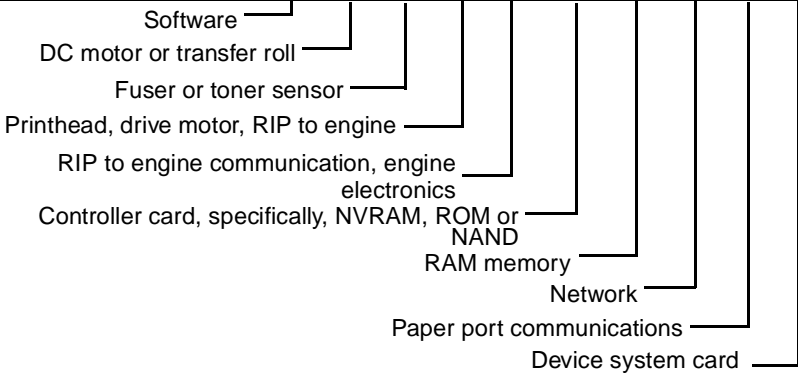 Software
DC motor or transfer roll
Fuser or toner sensor
Printhead, drive motor, RIP to engine
RIP to engine communication, engine
electronics
Controller card, specifically, NVRAM, ROM or
NAND
RAM memory
Network
Paper port communications
Device system card